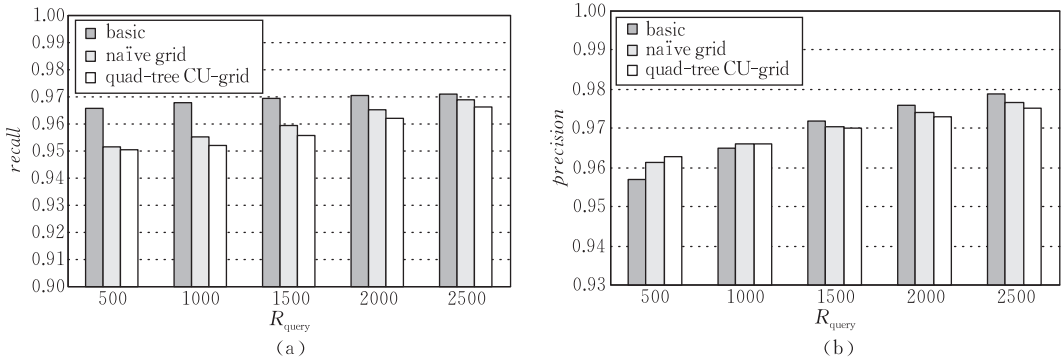 1.00
0.99
0.98
0.97
0.96
0.95
0.94
0.93
0.92
0.91
0.90
recall
basic
naïve grid
quad-tree CU-grid
500 1000 1500 2000 2500
R_query
(a)
1.00
0.99
0.98
0.97
0.96
0.95
0.94
0.93
precision
basic
naïve grid
quad-tree CU-grid
500 1000 1500 2000 2500
R_query
(b)